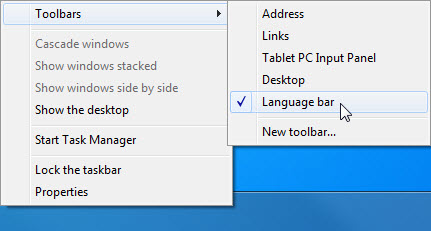 Toolbars
Cascade windows
Show windows stacked
Show windows side by side
Show the desktop
Start Task Manager
Lock the taskbar
Properties
Address
Links
Tablet PC Input Panel
Desktop
Language bar
New toolbar...